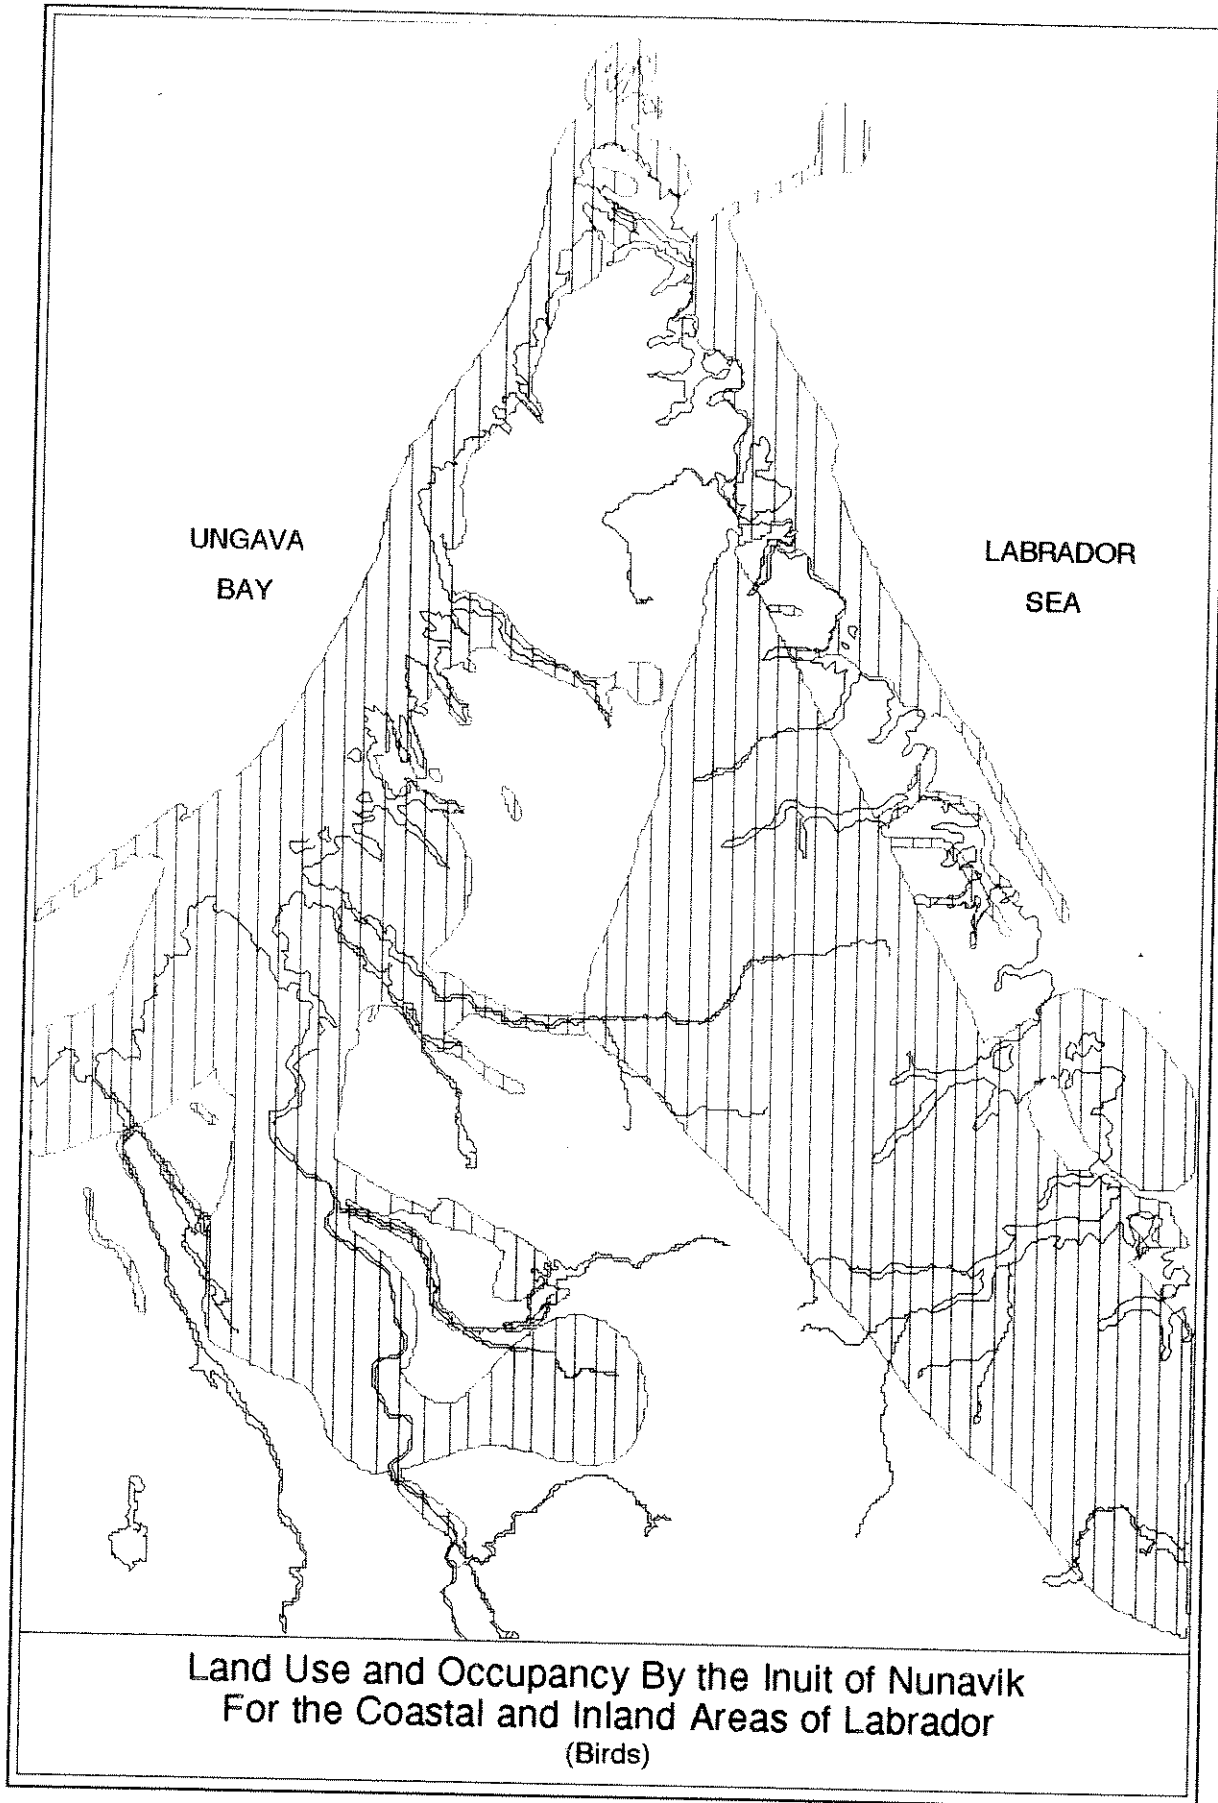 UNGAVA
BAY
LABRADOR
SEA
Land Use and Occupancy By the Inuit of Nunavik
For the Coastal and Inland Areas of Labrador
(Birds)